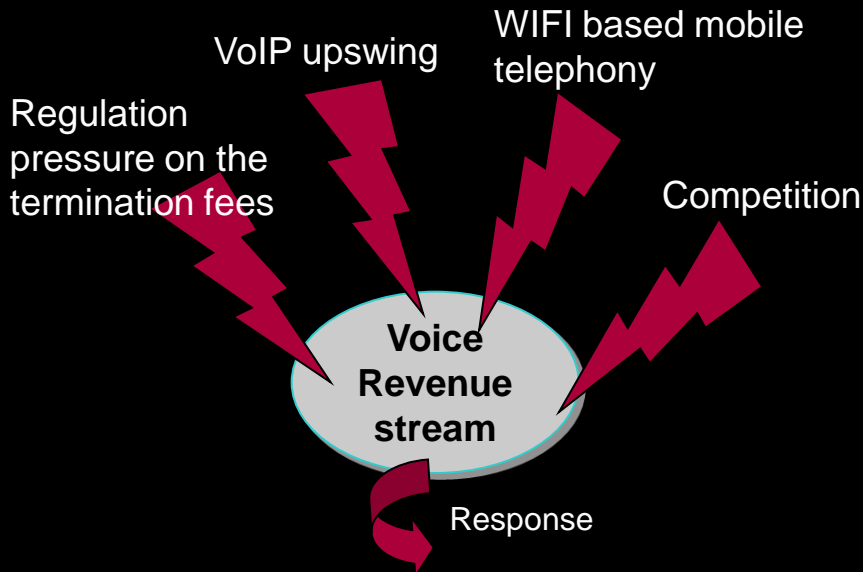 VoIP upswing
WIFI based mobile
telephony
Regulation
pressure on the
termination fees
Competition
Voice
Revenue
stream
Response